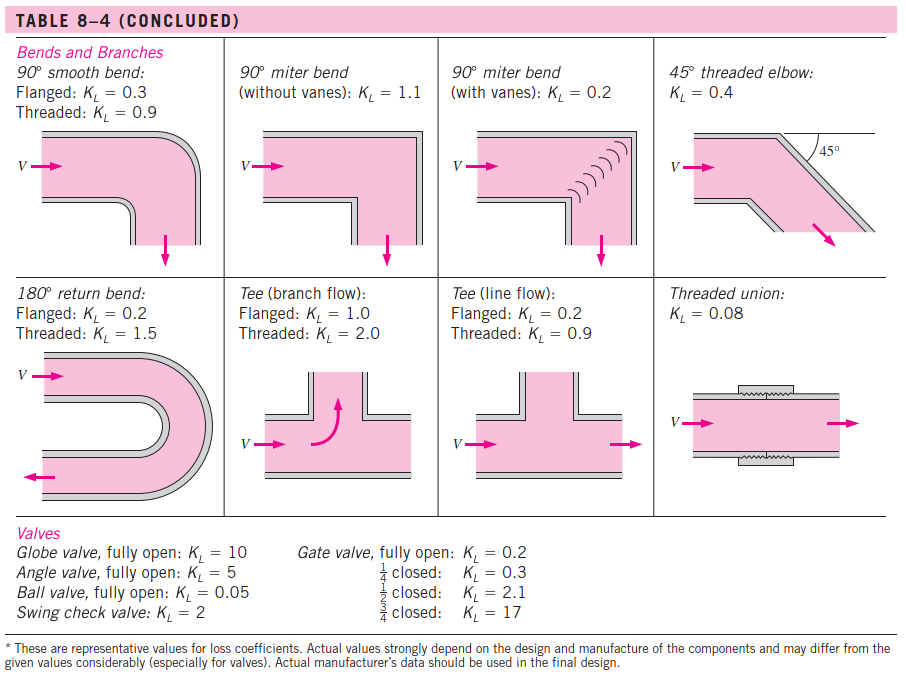 TABLE 8–4 (CONCLUDED)
Bends and Branches
90° smooth bend:
Flanged: K_L = 0.3
Threaded: K_L = 0.9
V
90° miter bend
(without vanes): K_L = 1.1
V
90° miter bend
(with vanes): K_L = 0.2
V
45° threaded elbow:
K_L = 0.4
V
45°
180° return bend:
Flanged: K_L = 0.2
Threaded: K_L = 1.5
V
Tee (branch flow):
Flanged: K_L = 1.0
Threaded: K_L = 2.0
V
Tee (line flow):
Flanged: K_L = 0.2
Threaded: K_L = 0.9
V
Threaded union:
K_L = 0.08
V
Valves
Globe valve, fully open: K_L = 10
Angle valve, fully open: K_L = 5
Ball valve, fully open: K_L = 0.05
Swing check valve: K_L = 2
Gate valve, fully open: K_L = 0.2
1/4 closed: K_L = 0.3
1/2 closed: K_L = 2.1
3/4 closed: K_L = 17
* These are representative values for loss coefficients. Actual values strongly depend on the design and manufacture of the components and may differ from the
given values considerably (especially for valves). Actual manufacturer's data should be used in the final design.